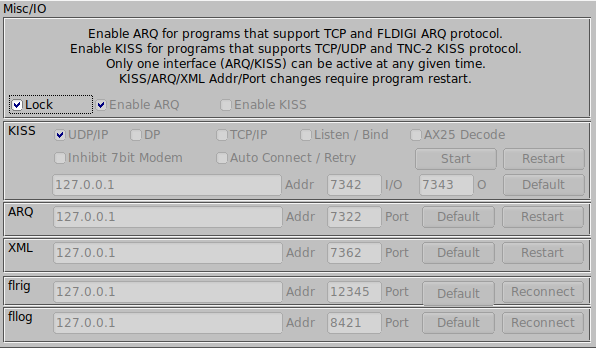 Misc/IO
Enable ARQ for programs that support TCP and FLDIGI ARQ protocol.
Enable KISS for programs that supports TCP/UDP and TNC-2 KISS protocol.
Only one interface (ARQ/KISS) can be active at any given time.
KISS/ARQ/XML Addr/Port changes require program restart.
Lock Enable ARQ Enable KISS
KISS UDP/IP DP TCP/IP Listen / Bind AX25 Decode
Inhibit 7bit Modem Auto Connect / Retry Start Restart
127.0.0.1 Addr 7342 I/O 7343 O Default
ARQ 127.0.0.1 Addr 7322 Port Default Restart
XML 127.0.0.1 Addr 7362 Port Default Restart
flrig 127.0.0.1 Addr 12345 Port Default Reconnect
fllog 127.0.0.1 Addr 8421 Port Default Reconnect